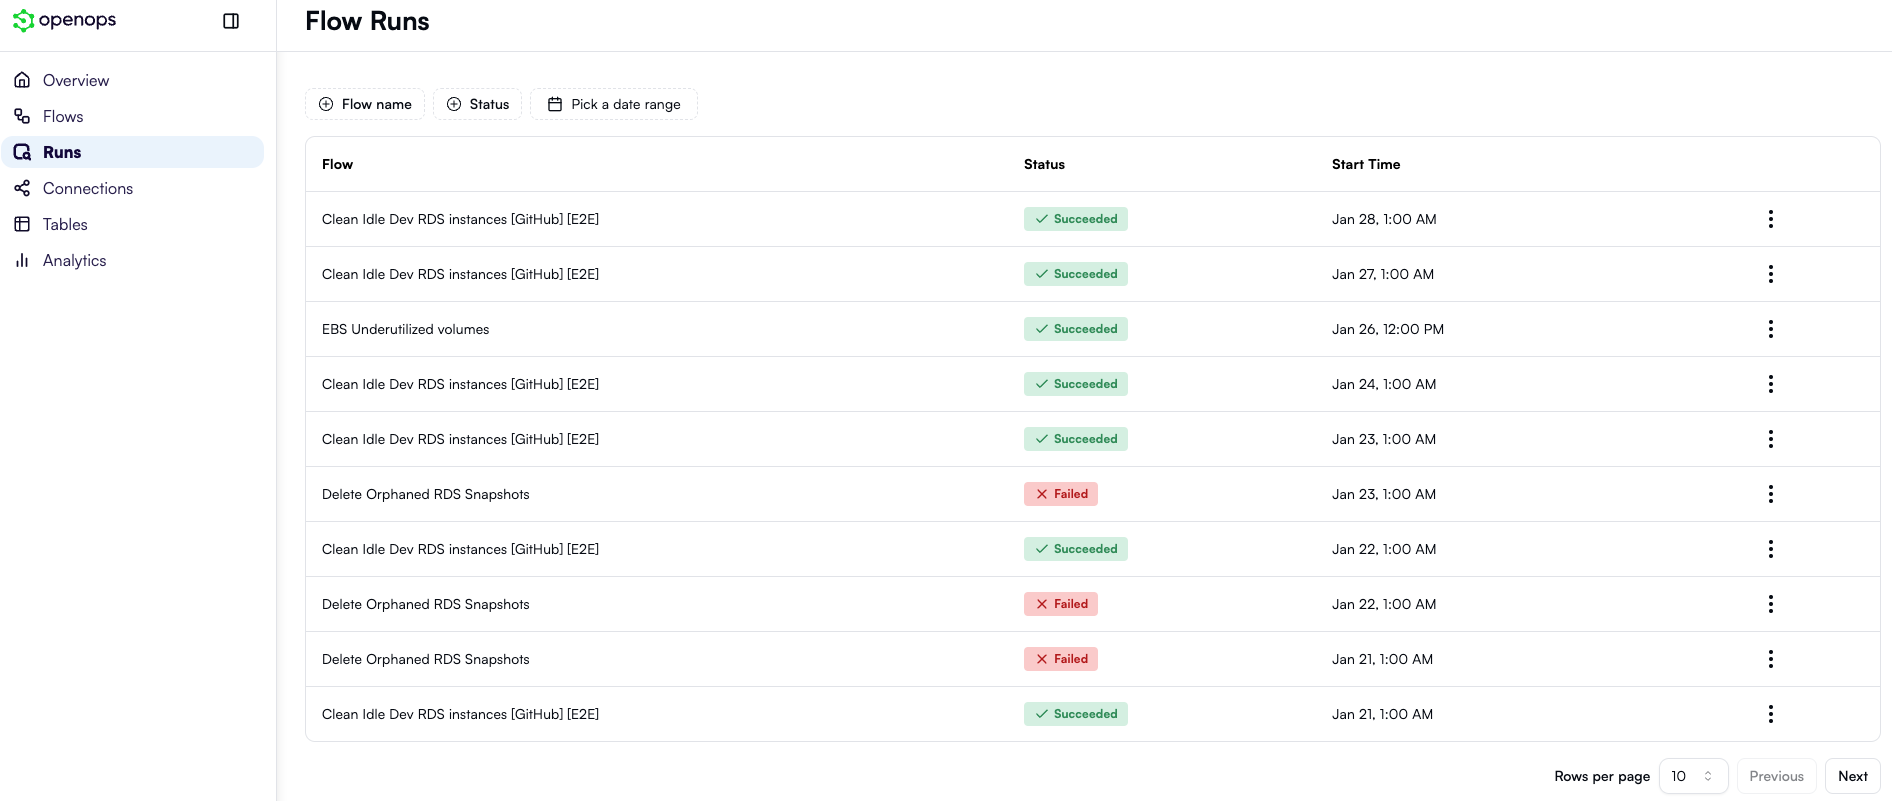 openops
Flow Runs
Overview
Flows
Runs
Connections
Tables
Analytics
Flow name Status Pick a date range
Flow Status Start Time
Clean Idle Dev RDS instances [GitHub] [E2E] Succeeded Jan 28, 1:00 AM
Clean Idle Dev RDS instances [GitHub] [E2E] Succeeded Jan 27, 1:00 AM
EBS Underutilized volumes Succeeded Jan 26, 12:00 PM
Clean Idle Dev RDS instances [GitHub] [E2E] Succeeded Jan 24, 1:00 AM
Clean Idle Dev RDS instances [GitHub] [E2E] Succeeded Jan 23, 1:00 AM
Delete Orphaned RDS Snapshots Failed Jan 23, 1:00 AM
Clean Idle Dev RDS instances [GitHub] [E2E] Succeeded Jan 22, 1:00 AM
Delete Orphaned RDS Snapshots Failed Jan 22, 1:00 AM
Delete Orphaned RDS Snapshots Failed Jan 21, 1:00 AM
Clean Idle Dev RDS instances [GitHub] [E2E] Succeeded Jan 21, 1:00 AM
Rows per page 10 Previous Next